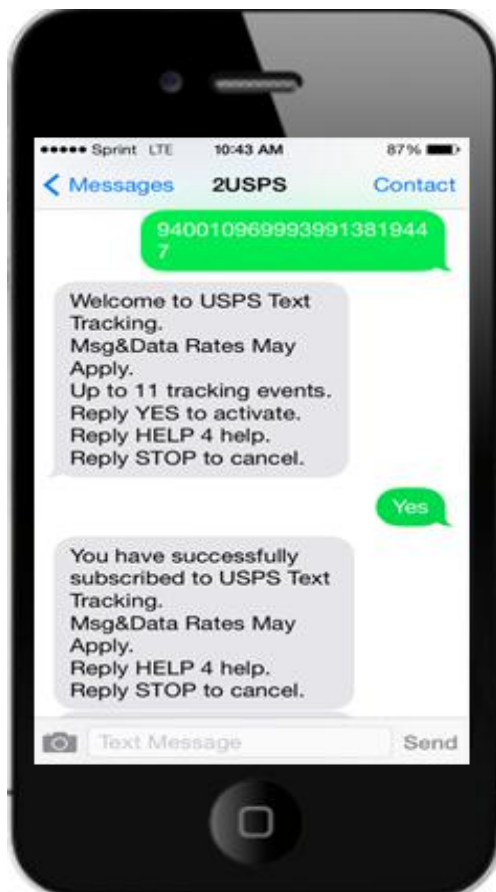 Sprint LTE 10:43 AM 87%
Messages 2USPS Contact
940010969993991381944
7
Welcome to USPS Text
Tracking.
Msg&Data Rates May
Apply.
Up to 11 tracking events.
Reply YES to activate.
Reply HELP 4 help.
Reply STOP to cancel.
Yes
You have successfully
subscribed to USPS Text
Tracking.
Msg&Data Rates May
Apply.
Reply HELP 4 help.
Reply STOP to cancel.
Text Message Send